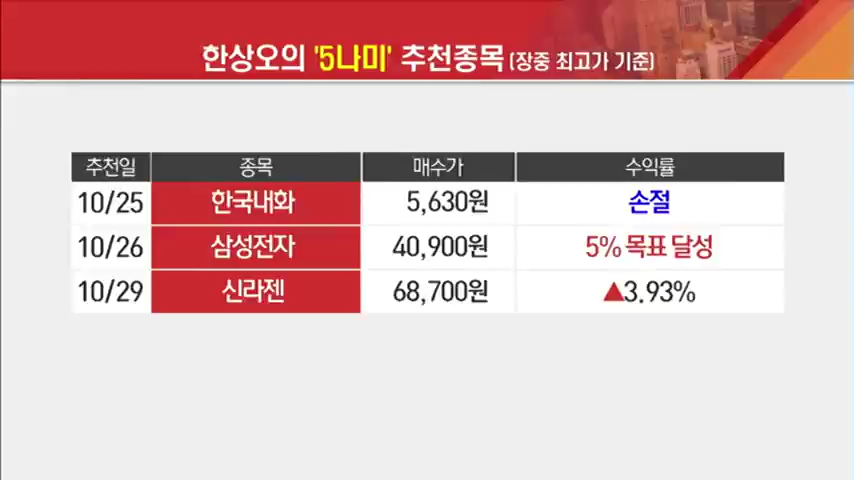 한상오의 '5나미' 추천종목 (장중 최고가 기준)
추천일 종목 매수가 수익률
10/25 한국내화 5,630원 손절
10/26 삼성전자 40,900원 5% 목표 달성
10/29 신라젠 68,700원 ▲3.93%